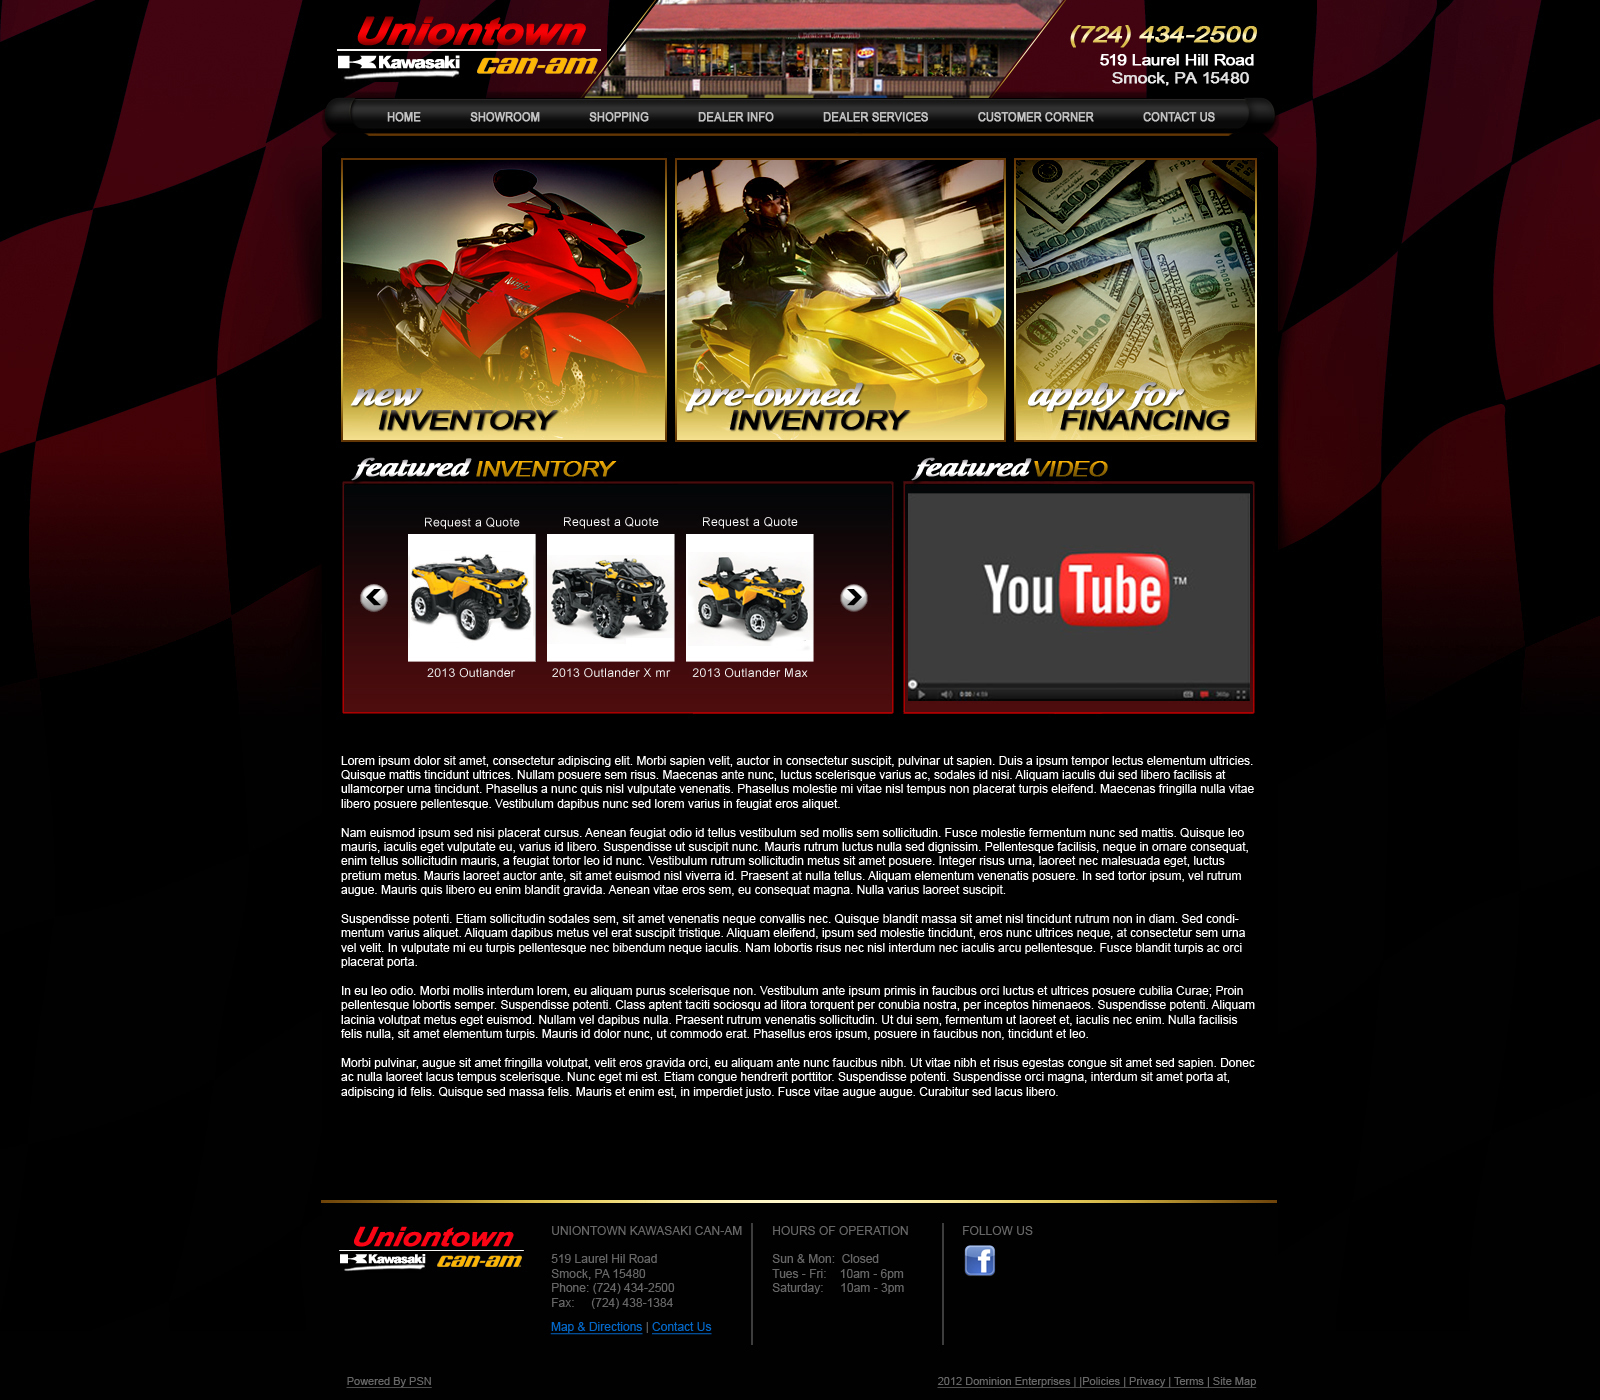 Uniontown
Kawasaki can-am
(724) 434-2500
519 Laurel Hill Road
Smock, PA 15480
HOME SHOWROOM SHOPPING DEALER INFO DEALER SERVICES CUSTOMER CORNER CONTACT US
new
INVENTORY
pre-owned
INVENTORY
apply for
FINANCING
featured INVENTORY
featured VIDEO
Request a Quote Request a Quote Request a Quote
2013 Outlander 2013 Outlander X mr 2013 Outlander Max
YouTube™
0:00 / 4:59 360p
Lorem ipsum dolor sit amet, consectetur adipiscing elit. Morbi sapien velit, auctor in consectetur suscipit, pulvinar ut sapien. Duis a ipsum tempor lectus elementum ultricies.
Quisque mattis tincidunt ultrices. Nullam posuere sem risus. Maecenas ante nunc, luctus scelerisque varius ac, sodales id nisi. Aliquam iaculis dui sed libero facilisis at
ullamcorper urna tincidunt. Phasellus a nunc quis nisl vulputate venenatis. Phasellus molestie mi vitae nisl tempus non placerat turpis eleifend. Maecenas fringilla nulla vitae
libero posuere pellentesque. Vestibulum dapibus nunc sed lorem varius in feugiat eros aliquet.
Nam euismod ipsum sed nisi placerat cursus. Aenean feugiat odio id tellus vestibulum sed mollis sem sollicitudin. Fusce molestie fermentum nunc sed mattis. Quisque leo
mauris, iaculis eget vulputate eu, varius id libero. Suspendisse ut suscipit nunc. Mauris rutrum luctus nulla sed dignissim. Pellentesque facilisis, neque in ornare consequat,
enim tellus sollicitudin mauris, a feugiat tortor leo id nunc. Vestibulum rutrum sollicitudin metus sit amet posuere. Integer risus urna, laoreet nec malesuada eget, luctus
pretium metus. Mauris laoreet auctor ante, sit amet euismod nisl viverra id. Praesent at nulla tellus. Aliquam elementum venenatis posuere. In sed tortor ipsum, vel rutrum
augue. Mauris quis libero eu enim blandit gravida. Aenean vitae eros sem, eu consequat magna. Nulla varius laoreet suscipit.
Suspendisse potenti. Etiam sollicitudin sodales sem, sit amet venenatis neque convallis nec. Quisque blandit massa sit amet nisl tincidunt rutrum non in diam. Sed condi-
mentum varius aliquet. Aliquam dapibus metus vel erat suscipit tristique. Aliquam eleifend, ipsum sed molestie tincidunt, eros nunc ultrices neque, at consectetur sem urna
vel velit. In vulputate mi eu turpis pellentesque nec bibendum neque iaculis. Nam lobortis risus nec nisl interdum nec iaculis arcu pellentesque. Fusce blandit turpis ac orci
placerat porta.
In eu leo odio. Morbi mollis interdum lorem, eu aliquam purus scelerisque non. Vestibulum ante ipsum primis in faucibus orci luctus et ultrices posuere cubilia Curae; Proin
pellentesque lobortis semper. Suspendisse potenti. Class aptent taciti sociosqu ad litora torquent per conubia nostra, per inceptos himenaeos. Suspendisse potenti. Aliquam
lacinia volutpat metus eget euismod. Nullam vel dapibus nulla. Praesent rutrum venenatis sollicitudin. Ut dui sem, fermentum ut laoreet et, iaculis nec enim. Nulla facilisis
felis nulla, sit amet elementum turpis. Mauris id dolor nunc, ut commodo erat. Phasellus eros ipsum, posuere in faucibus non, tincidunt et leo.
Morbi pulvinar, augue sit amet fringilla volutpat, velit eros gravida orci, eu aliquam ante nunc faucibus nibh. Ut vitae nibh et risus egestas congue sit amet sed sapien. Donec
ac nulla laoreet lacus tempus scelerisque. Nunc eget mi est. Etiam congue hendrerit porttitor. Suspendisse potenti. Suspendisse orci magna, interdum sit amet porta at,
adipiscing id felis. Quisque sed massa felis. Mauris et enim est, in imperdiet justo. Fusce vitae augue augue. Curabitur sed lacus libero.
Uniontown
Kawasaki can-am
UNIONTOWN KAWASAKI CAN-AM
519 Laurel Hil Road
Smock, PA 15480
Phone: (724) 434-2500
Fax: (724) 438-1384
Map & Directions | Contact Us
HOURS OF OPERATION
Sun & Mon: Closed
Tues - Fri: 10am - 6pm
Saturday: 10am - 3pm
FOLLOW US
f
Powered By PSN
2012 Dominion Enterprises | |Policies | Privacy | Terms | Site Map